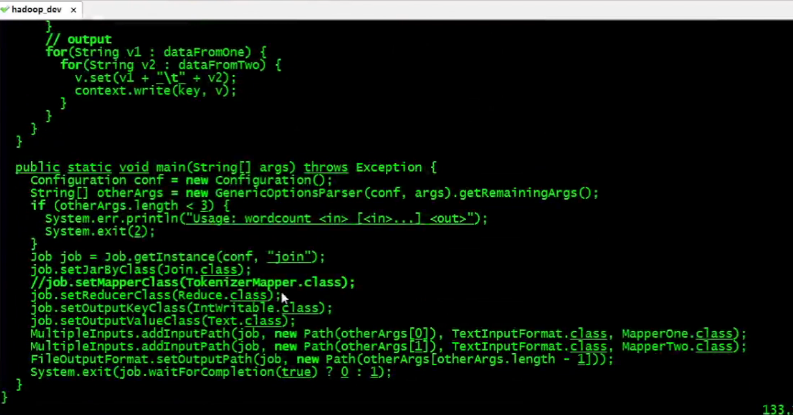 hadoop_dev ×
}
// output
for(String v1 : dataFromOne) {
for(String v2 : dataFromTwo) {
v.set(v1 + "\t" + v2);
context.write(key, v);
}
}
}
}
public static void main(String[] args) throws Exception {
Configuration conf = new Configuration();
String[] otherArgs = new GenericOptionsParser(conf, args).getRemainingArgs();
if (otherArgs.length < 3) {
System.err.println("Usage: wordcount <in> [<in>...] <out>");
System.exit(2);
}
Job job = Job.getInstance(conf, "join");
job.setJarByClass(Join.class);
//job.setMapperClass(TokenizerMapper.class);
job.setReducerClass(Reduce.class);
job.setOutputKeyClass(IntWritable.class);
job.setOutputValueClass(Text.class);
MultipleInputs.addInputPath(job, new Path(otherArgs[0]), TextInputFormat.class, MapperOne.class);
MultipleInputs.addInputPath(job, new Path(otherArgs[1]), TextInputFormat.class, MapperTwo.class);
FileOutputFormat.setOutputPath(job, new Path(otherArgs[otherArgs.length - 1]));
System.exit(job.waitForCompletion(true) ? 0 : 1);
}
}
133,